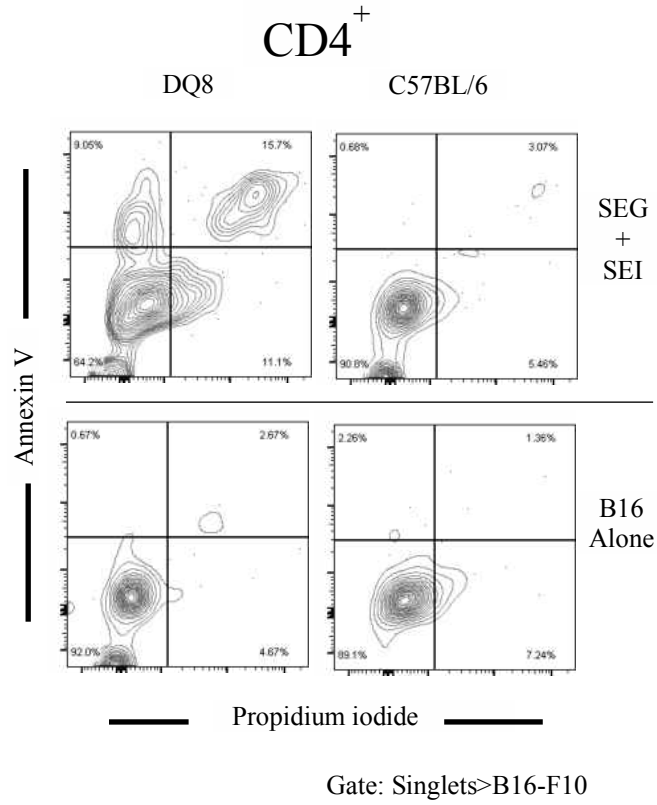 CD4+
DQ8 C57BL/6
9.05% 15.7% 0.68% 3.07%
SEG
+
SEI
64.2% 11.1% 90.8% 5.46%
Annexin V
0.67% 2.67% 2.26% 1.36%
B16
Alone
92.0% 4.67% 89.1% 7.24%
Propidium iodide
Gate: Singlets>B16-F10